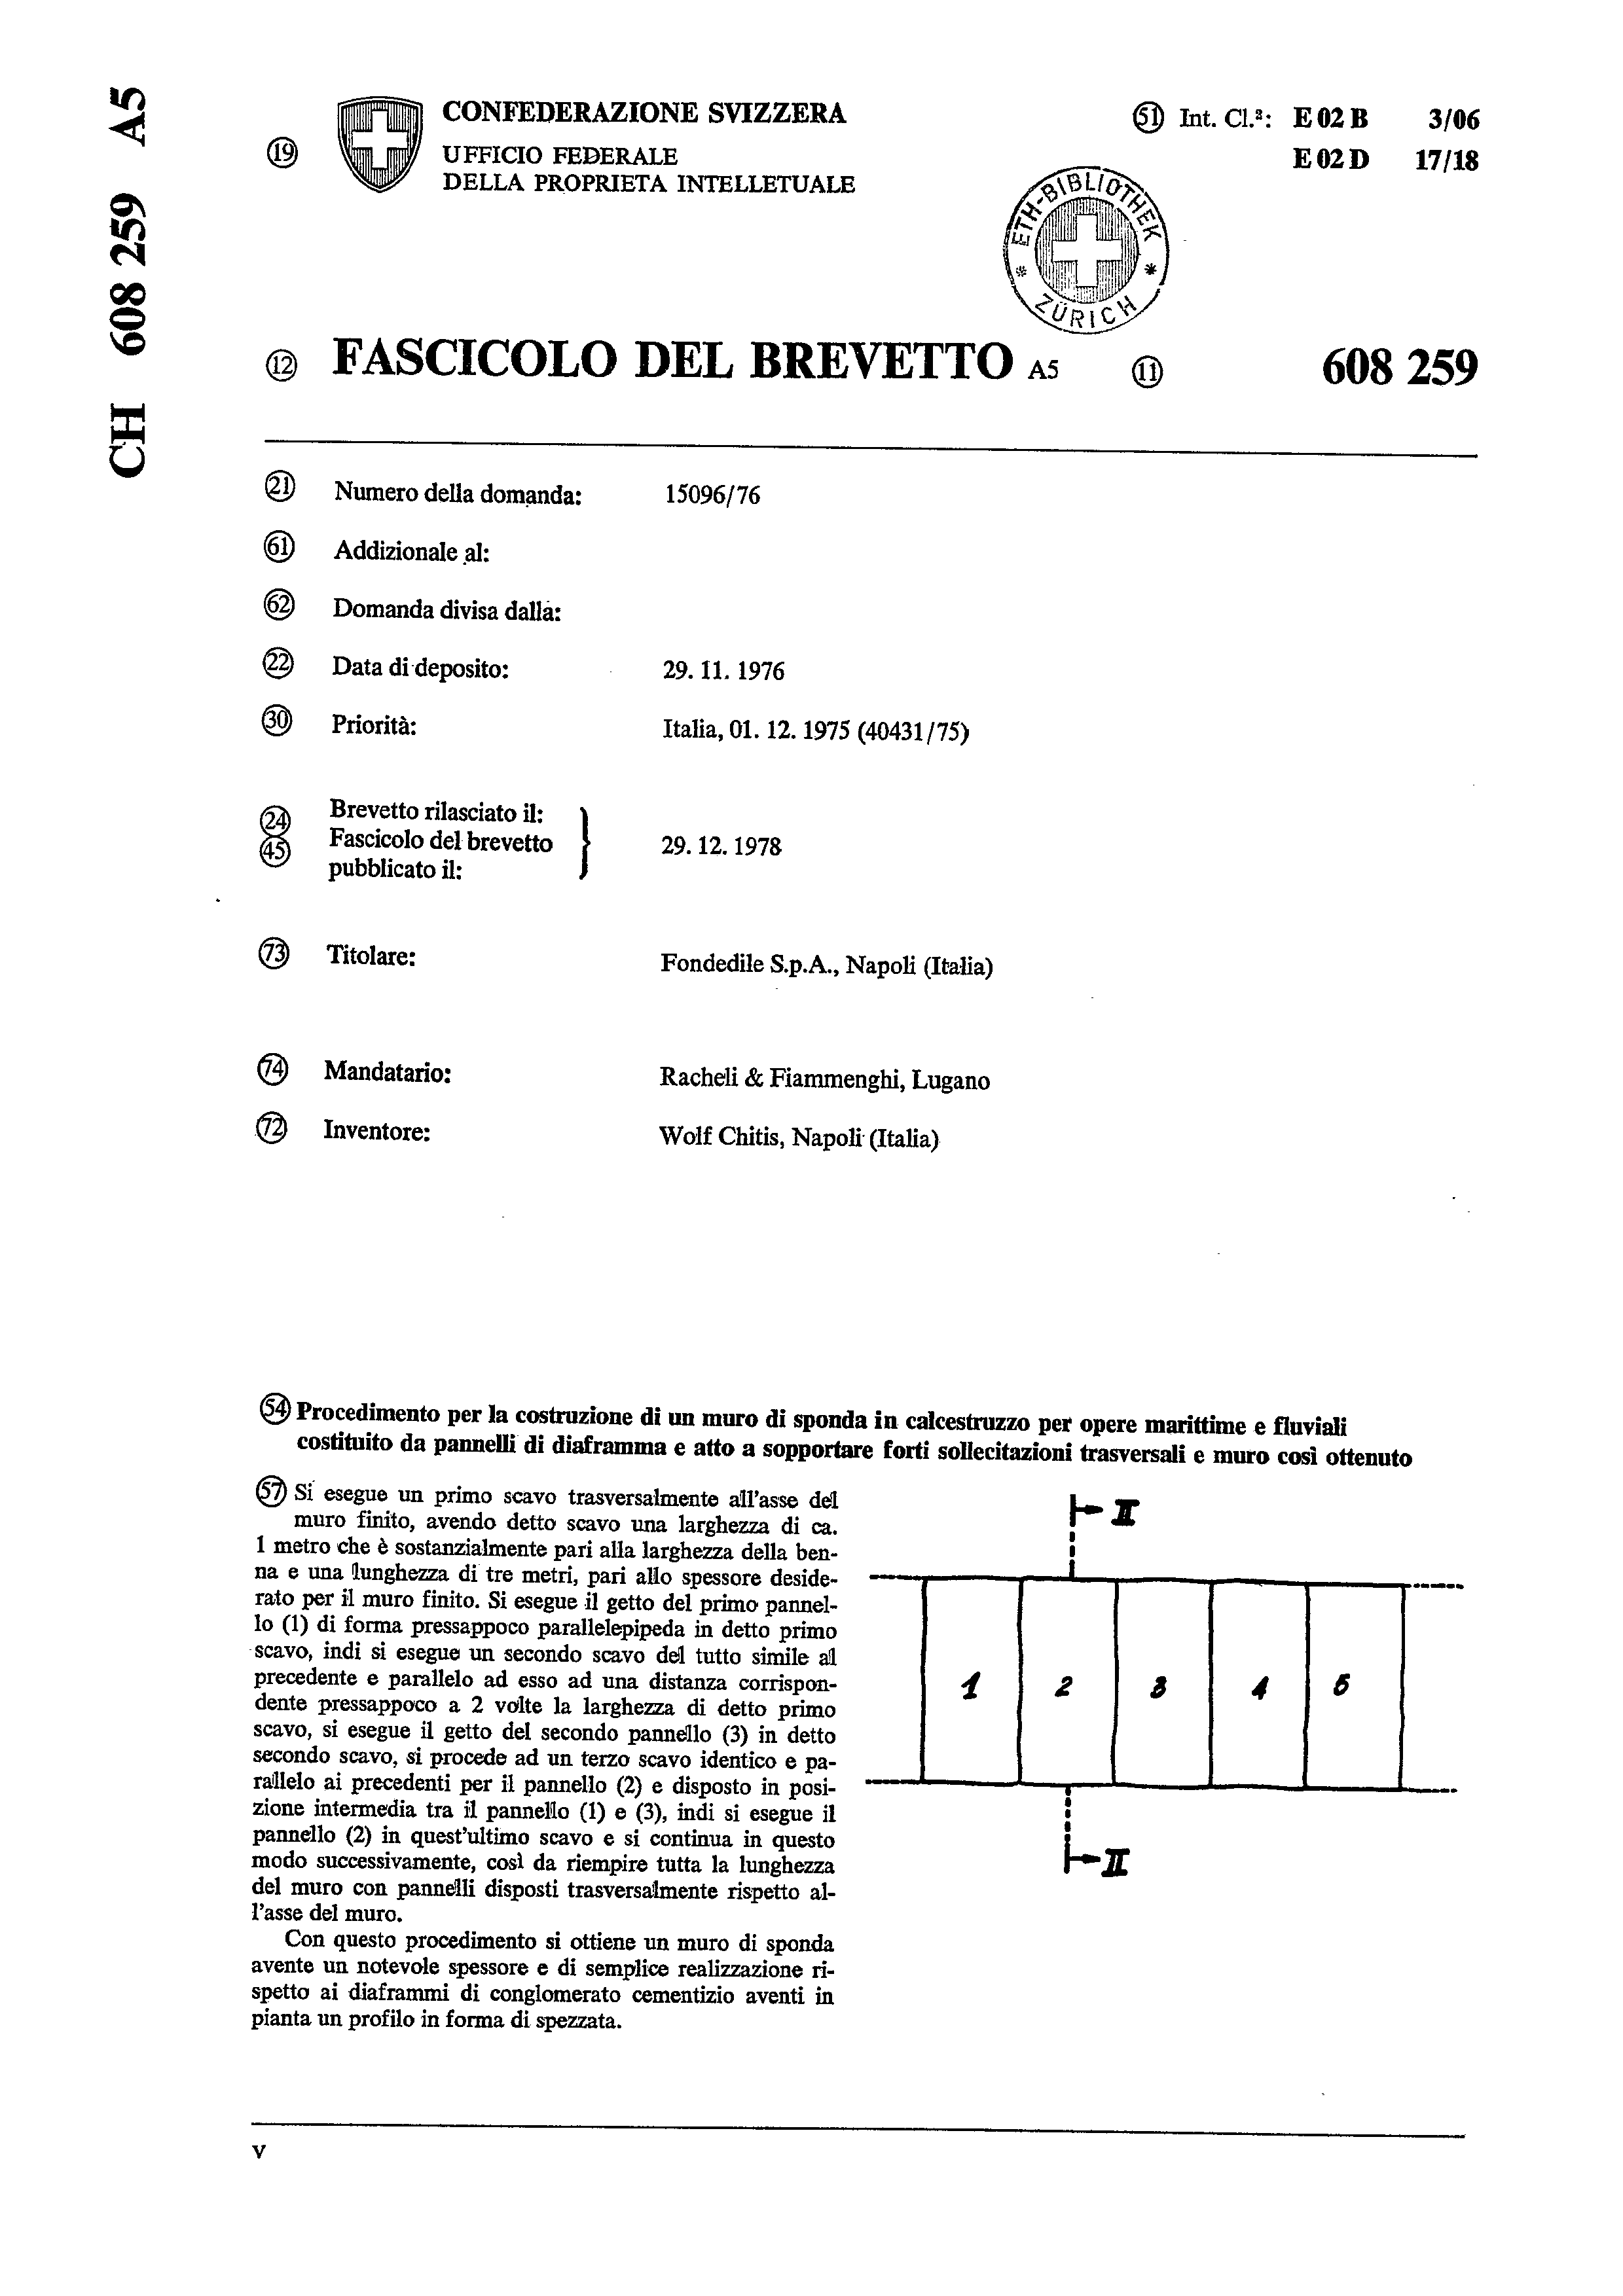 CH 608 259 A5
19
CONFEDERAZIONE SVIZZERA
UFFICIO FEDERALE
DELLA PROPRIETA INTELLETUALE
51 Int. Cl.²: E 02 B 3/06
E 02 D 17/18
ETH-BIBLIOTHEK
* ZÜRICH *
12 FASCICOLO DEL BREVETTO A5
11 608 259
21 Numero della domanda: 15096/76
61 Addizionale al:
62 Domanda divisa dalla:
22 Data di deposito: 29. 11. 1976
30 Priorità: Italia, 01. 12. 1975 (40431/75)
24 Brevetto rilasciato il:
45 Fascicolo del brevetto
pubblicato il:
29. 12. 1978
73 Titolare: Fondedile S.p.A., Napoli (Italia)
74 Mandatario: Racheli & Fiammenghi, Lugano
72 Inventore: Wolf Chitis, Napoli (Italia)
54 Procedimento per la costruzione di un muro di sponda in calcestruzzo per opere marittime e fluviali
costituito da pannelli di diaframma e atto a sopportare forti sollecitazioni trasversali e muro così ottenuto
57 Si esegue un primo scavo trasversalmente all'asse del
muro finito, avendo detto scavo una larghezza di ca.
1 metro che è sostanzialmente pari alla larghezza della ben-
na e una lunghezza di tre metri, pari allo spessore deside-
rato per il muro finito. Si esegue il getto del primo pannel-
lo (1) di forma pressappoco parallelepipeda in detto primo
scavo, indi si esegue un secondo scavo del tutto simile al
precedente e parallelo ad esso ad una distanza corrispon-
dente pressappoco a 2 volte la larghezza di detto primo
scavo, si esegue il getto del secondo pannello (3) in detto
secondo scavo, si procede ad un terzo scavo identico e pa-
rallelo ai precedenti per il pannello (2) e disposto in posi-
zione intermedia tra il pannello (1) e (3), indi si esegue il
pannello (2) in quest'ultimo scavo e si continua in questo
modo successivamente, così da riempire tutta la lunghezza
del muro con pannelli disposti trasversalmente rispetto al-
l'asse del muro.
Con questo procedimento si ottiene un muro di sponda
avente un notevole spessore e di semplice realizzazione ri-
spetto ai diaframmi di conglomerato cementizio aventi in
pianta un profilo in forma di spezzata.
II
1 2 3 4 5
II
V